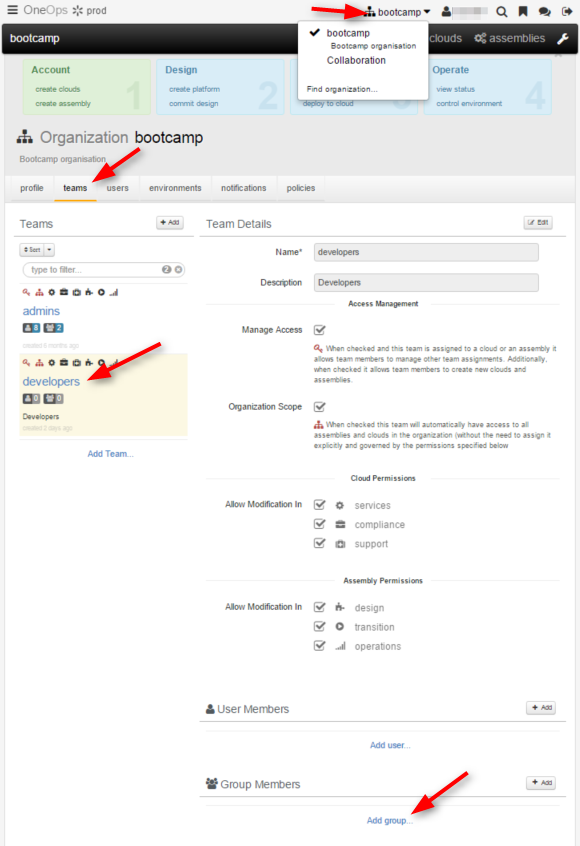 OneOps prod
bootcamp
bootcamp
bootcamp
Bootcamp organisation
Collaboration
Find organization...
clouds
assemblies
Account
create clouds
create assembly
1
Design
create platform
commit design
2
deploy to cloud
Operate
view status
control environment
4
Organization bootcamp
Bootcamp organisation
profile teams users environments notifications policies
Teams
+ Add
Sort
type to filter...
2
admins
8 2
created 8 months ago
developers
0 0
Developers
created 2 days ago
Add Team...
Team Details
Edit
Name* developers
Description Developers
Access Management
Manage Access
When checked and this team is assigned to a cloud or an assembly it
allows team members to manage other team assignments. Additionally,
when checked it allows team members to create new clouds and
assemblies.
Organization Scope
When checked this team will automatically have access to all
assemblies and clouds in the organization (without the need to assign it
explicitly and governed by the permissions specified below
Cloud Permissions
Allow Modification In services
compliance
support
Assembly Permissions
Allow Modification In design
transition
operations
User Members
+ Add
Add user...
Group Members
+ Add
Add group...